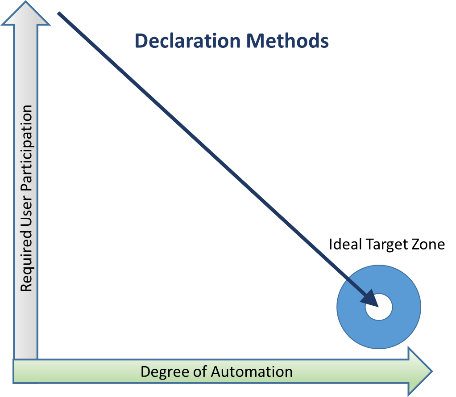 Declaration Methods
Required User Participation
Ideal Target Zone
Degree of Automation